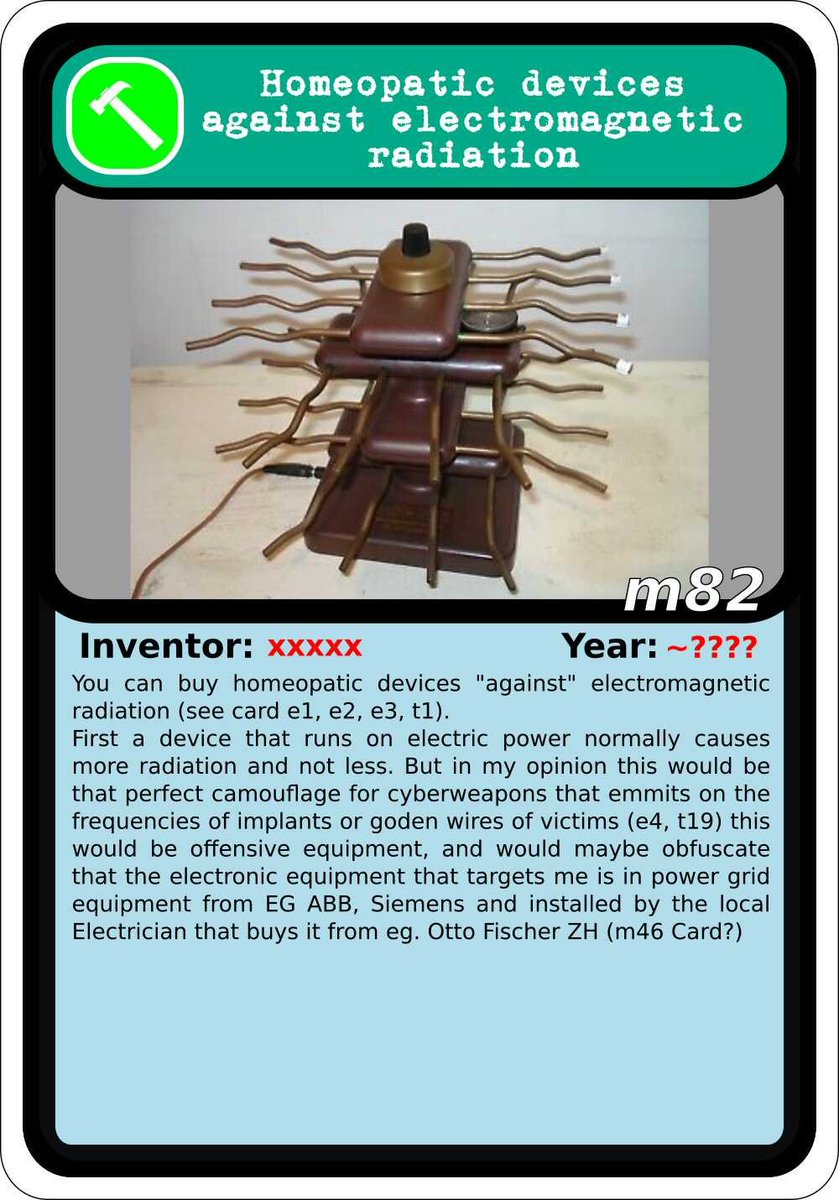 Homeopatic devices
against electromagnetic
radiation
m82
Inventor: xxxxx Year: ~????
You can buy homeopatic devices "against" electromagnetic
radiation (see card e1, e2, e3, t1).
First a device that runs on electric power normally causes
more radiation and not less. But in my opinion this would be
that perfect camouflage for cyberweapons that emmits on the
frequencies of implants or goden wires of victims (e4, t19) this
would be offensive equipment, and would maybe obfuscate
that the electronic equipment that targets me is in power grid
equipment from EG ABB, Siemens and installed by the local
Electrician that buys it from eg. Otto Fischer ZH (m46 Card?)